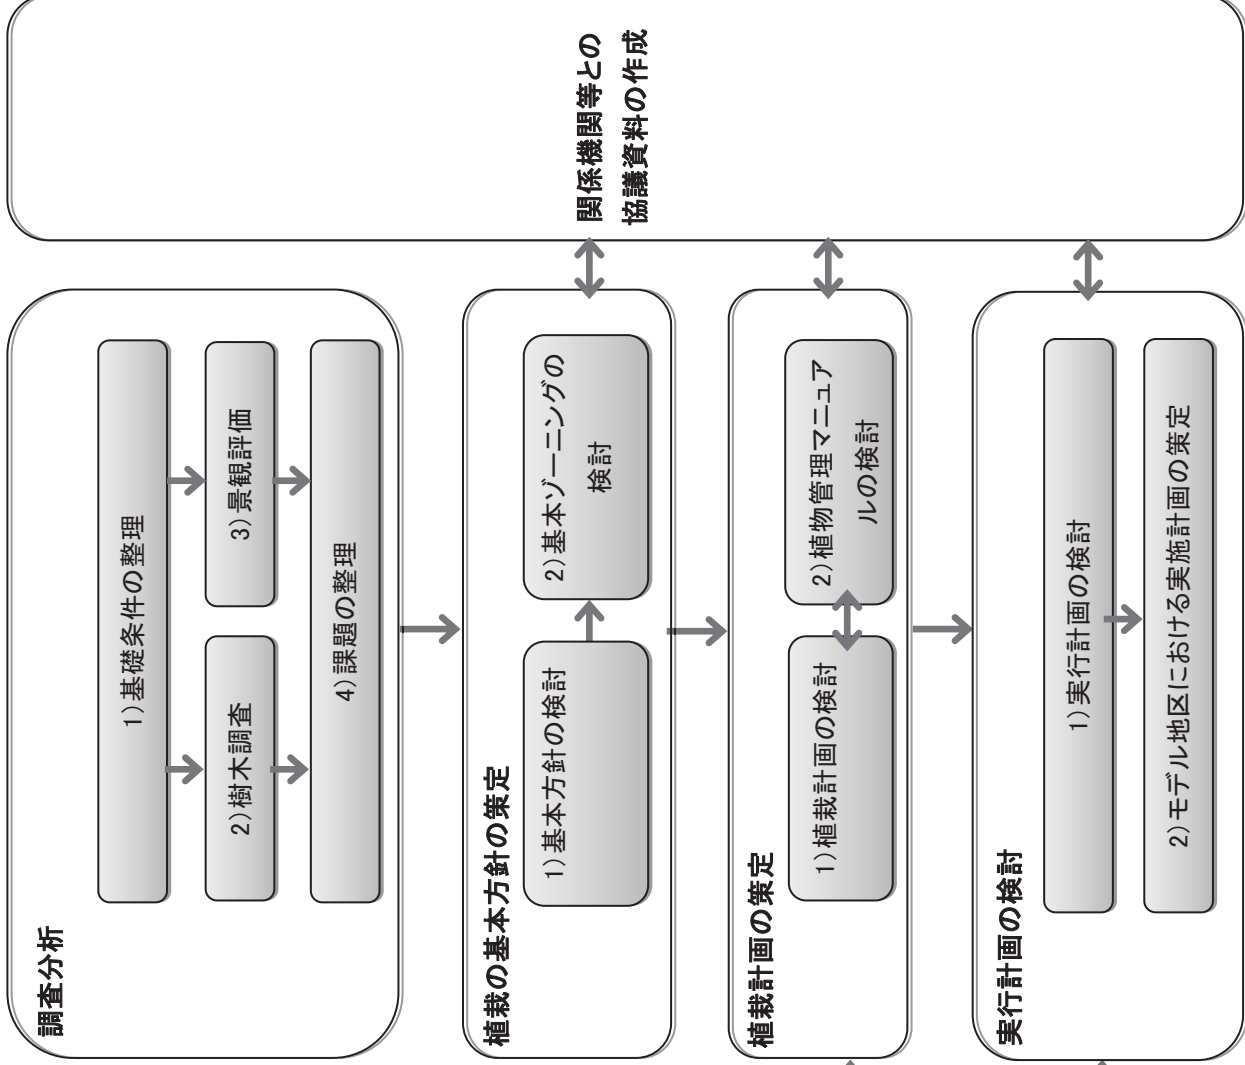 調査分析
1)基礎条件の整理
2)樹木調査
3)景観評価
4)課題の整理
植栽の基本方針の策定
1)基本方針の検討
2)基本ゾーニングの
検討
植栽計画の策定
1)植栽計画の検討
2)植物管理マニュア
ルの検討
実行計画の検討
1)実行計画の検討
2)モデル地区における実施計画の策定
関係機関等との
協議資料の作成